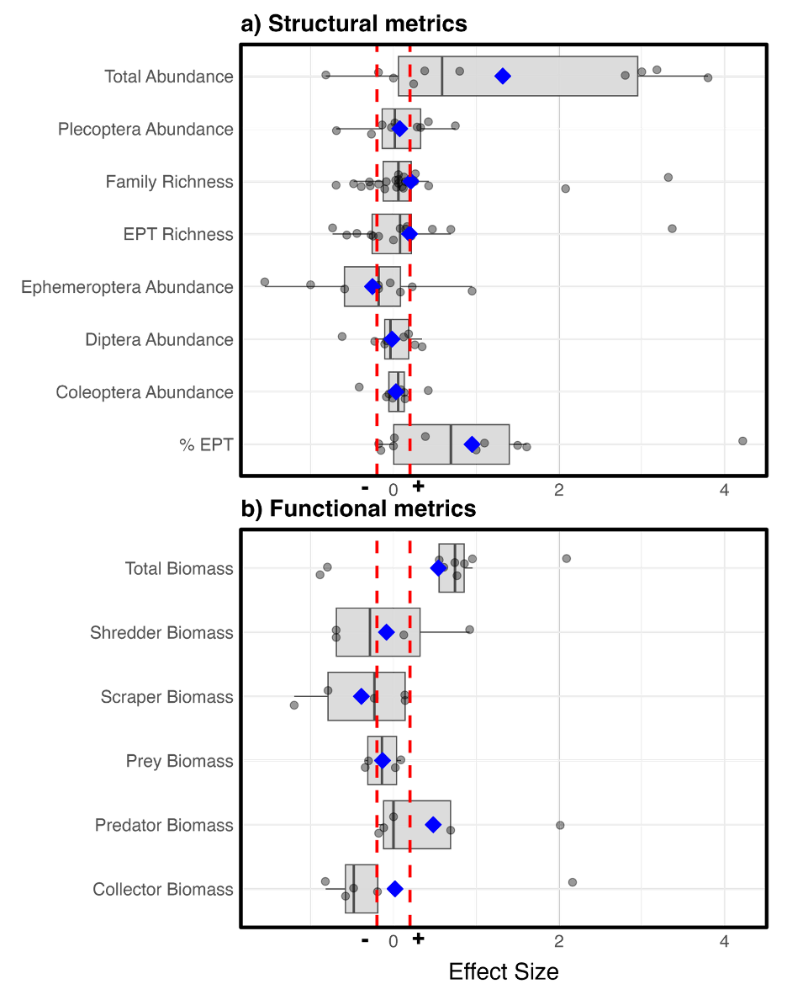 a) Structural metrics
Total Abundance
Plecoptera Abundance
Family Richness
EPT Richness
Ephemeroptera Abundance
Diptera Abundance
Coleoptera Abundance
% EPT
- 0 + 2 4
b) Functional metrics
Total Biomass
Shredder Biomass
Scraper Biomass
Prey Biomass
Predator Biomass
Collector Biomass
- 0 + 2 4
Effect Size